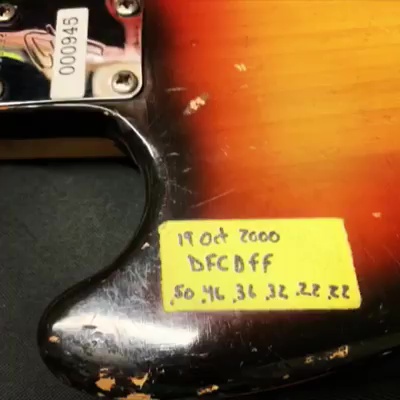 000945
19 Oct 2000
DFCDFF
.50 .46 .36 .32 .22 .22